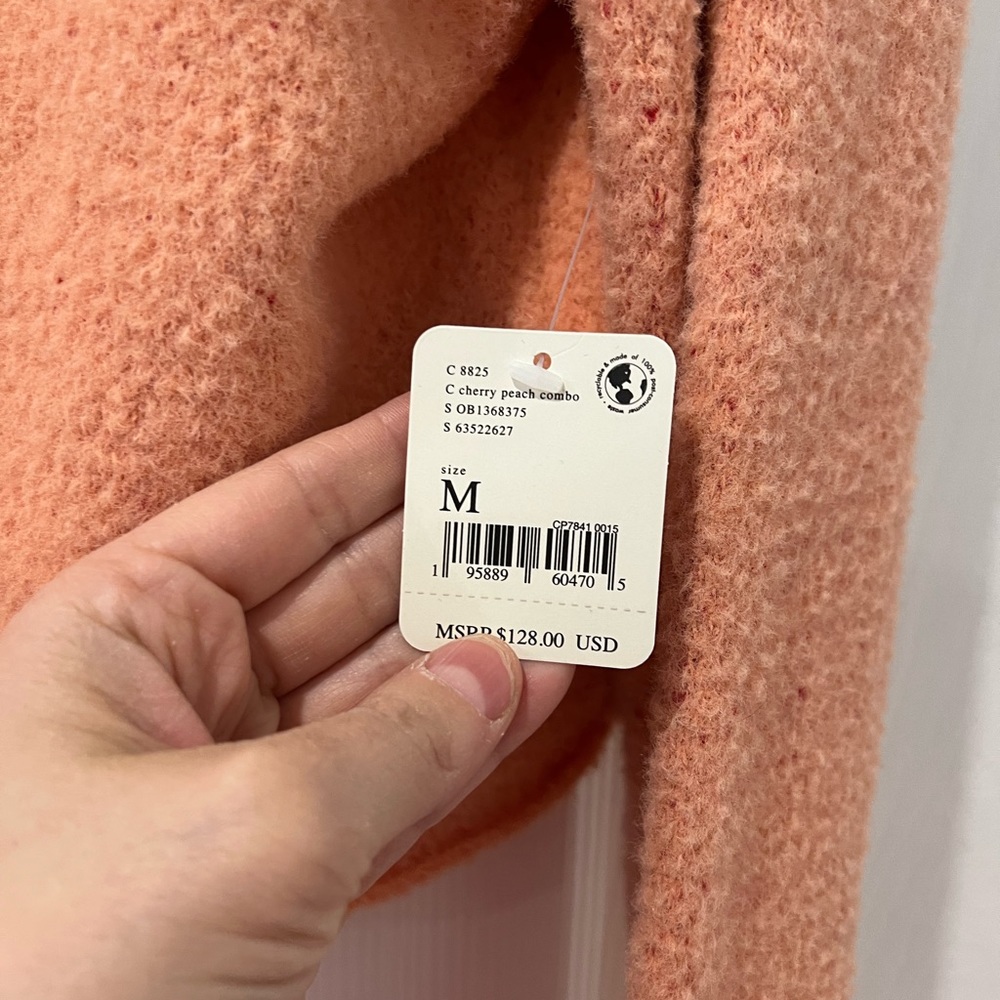 C 8825
C cherry peach combo
S OB1368375
S 63522627
recyclable & made of 100% post-consumer waste
size
M
CP7841 0015
1 95889 60470 5
MSRP $128.00 USD